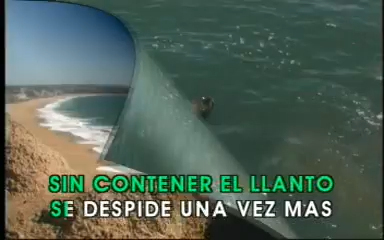 SIN CONTENER EL LLANTO
SE DESPIDE UNA VEZ MAS